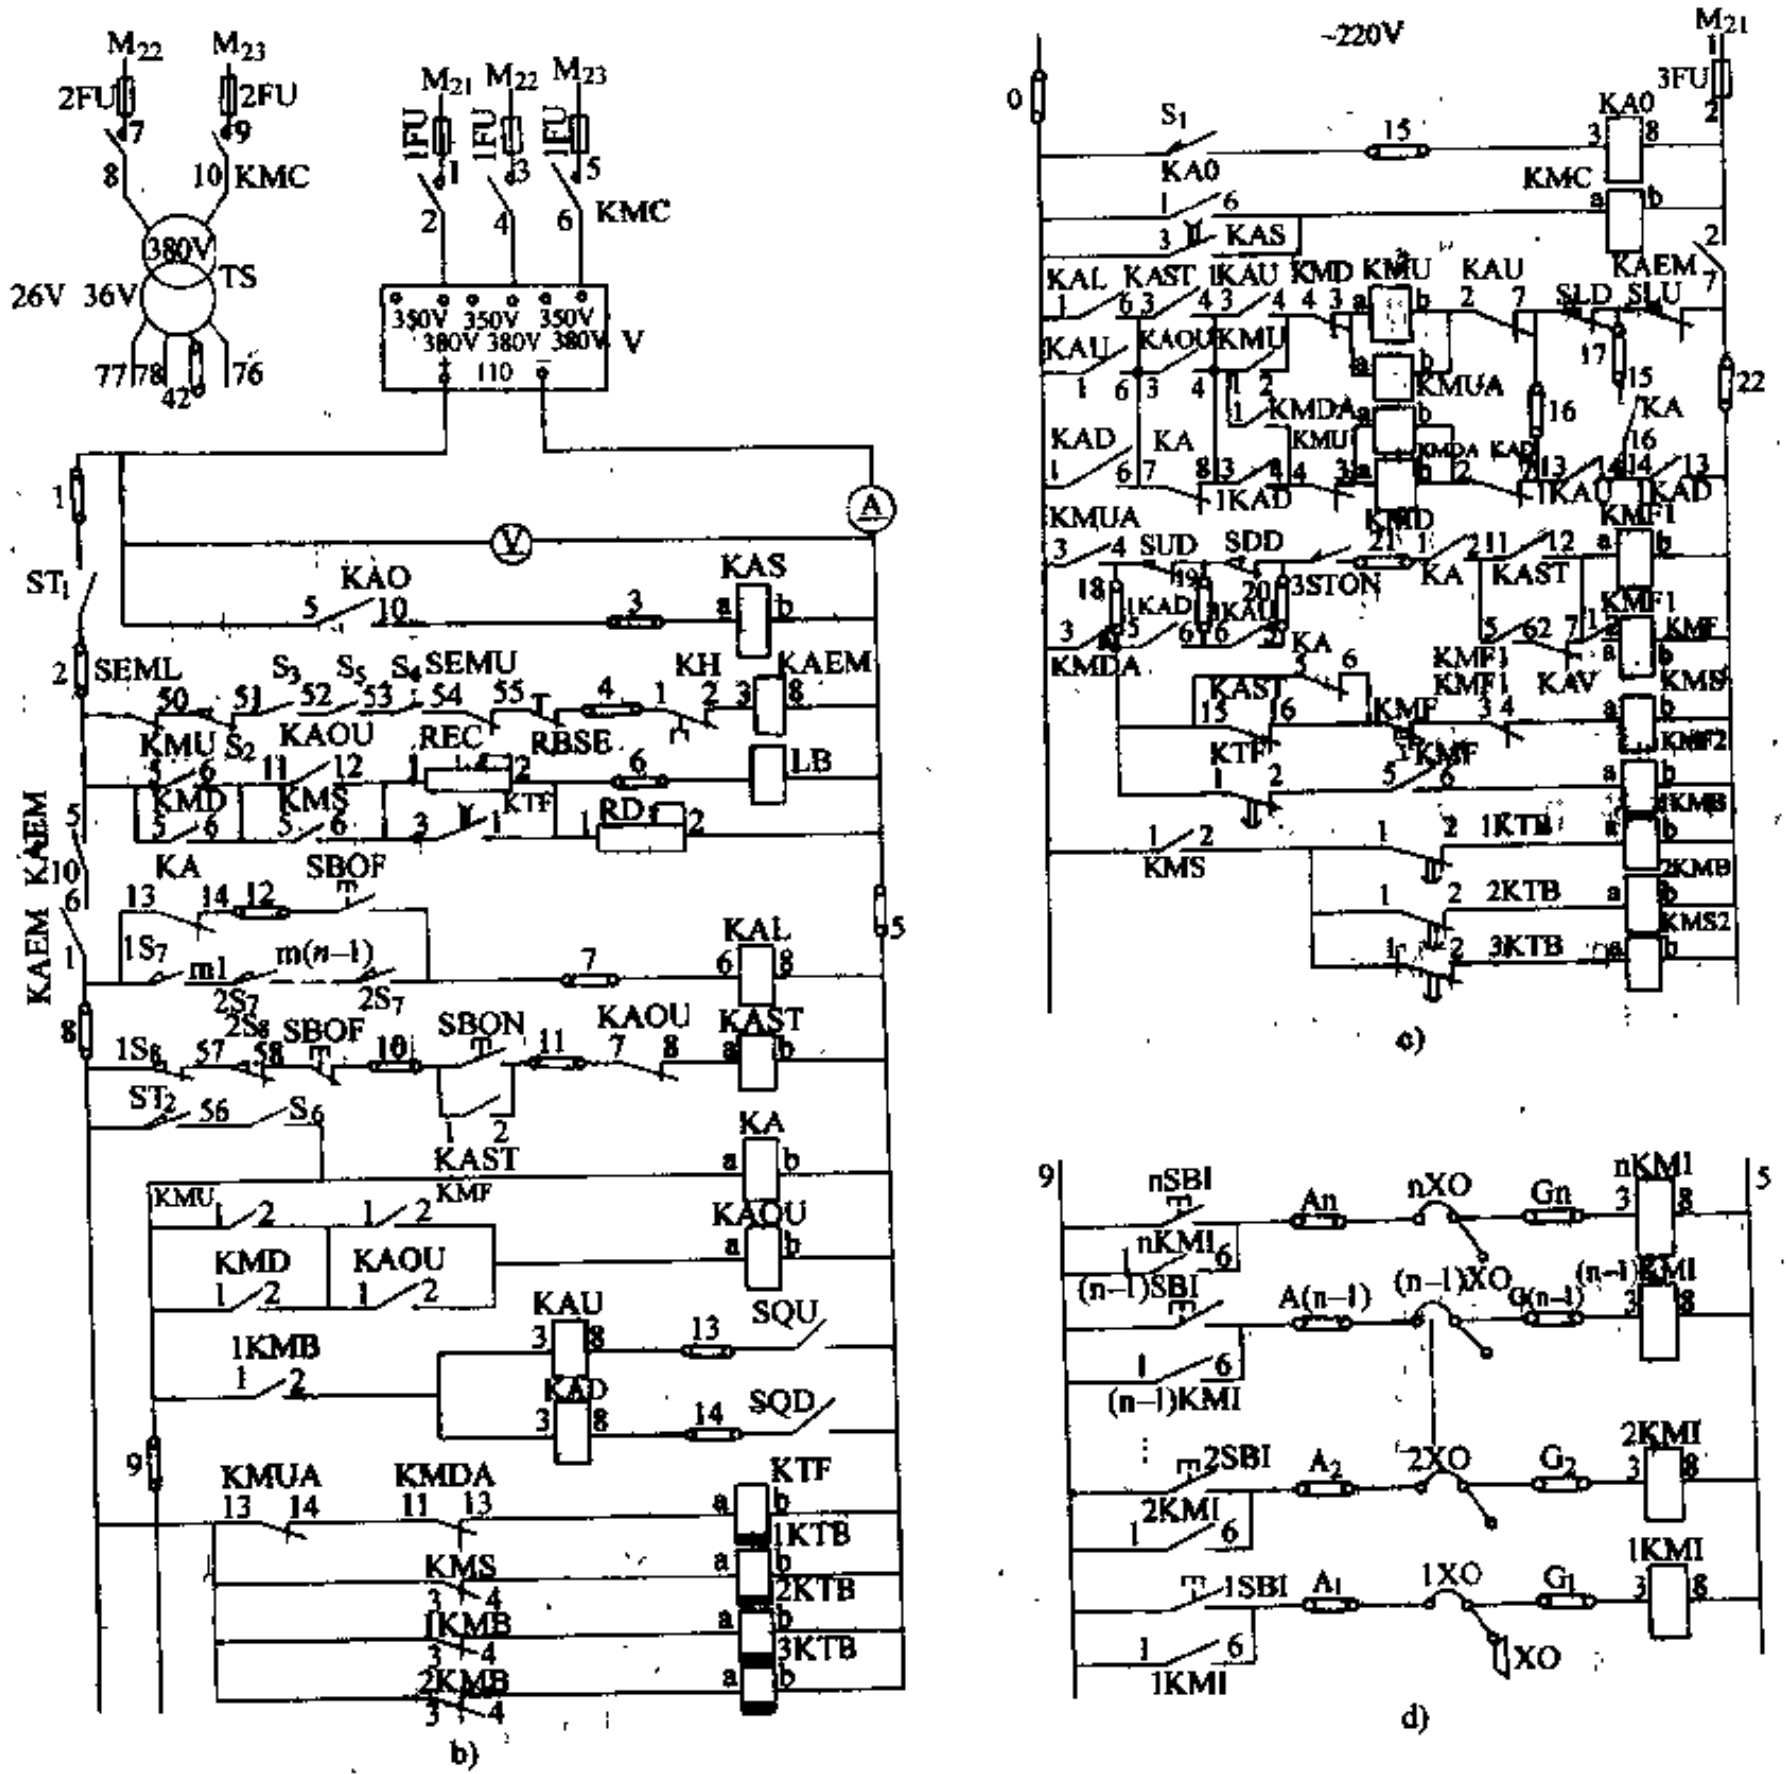 M22 M23
2FU 2FU
7 9
8 10 KMC
380V
TS
26V 36V
77 78 42 76
M21 M22 M23
1FU 1FU 1FU
1 3 5
2 4 6 KMC
350V 350V 350V
380V 380V 380V V
110
1
A
V
ST1
KAO KAS
5 10 3 a b
2 SEML S3 S5 S4 SEMU KH KAEM
50 51 52 53 54 55 4 1 2 3 8
KMU S2 KAOU REC RBSE LB
5 6 11 12 1 2 6
KMD KMS KTF RD
5 6 5 6 3 1 1 2
KAEM KAEM
5 10 6 1
KA SBOF
13 14 12
5
1S7 m1 m(n-1) KAL
2S7 2S7 7 6 8
8 2S8 SBOF SBON KAOU KAST
1S8 57 58 10 11 7 8 a b
ST2 56 S6 1 2 KA
KAST a b
KMU KMF KAOU
1 2 1 2 a b
KMD KAOU
1 2 1 2
KAU SQU
1KMB 3 8 13
1 2 KAD SQD
3 8 14
9
KMUA KMDA KTF
13 14 11 13 a b
1KTB
KMS a b
3 4 2KTB
1KMB a b
3 4 3KTB
2KMB a b
3 4
b)
~220V M21
1
3FU
0 S1 15 KA0 2
3 8
KA0 KMC
1 6 a b
3 KAS 2
KAL KAST 1KAU KMD KMU KAU KAEM
1 6 3 4 3 4 4 3 a b 2 7 SLD SLU 7
KAU KAOU KMU 17
1 6 3 4 1 2 KMUA 15 22
1 KMDA a b 16 KA
KAD KA KMU KMDA KAD 16
1 6 7 8 3 4 4 3 a b 2 7 13 14 14 13
1KAD KMD 1KAU KAD
KMUA KMF1
3 4 SUD SDD 21 1 2 11 12 a b
19 20 3STON KA KAST
18 1KAD 1KAU KMF1
3 5 6 6 2 KA 5 6 2 7 1 a b KMF
KMDA 5 6 KMF1 KAV KMS
KAST KMF1
15 6 KMF 3 4 a b
KTF KMF KMF2
1 2 5 6 a b
1KMB
1 2 1 2 1KTB a b
KMS 2KMB
1 2 2KTB a b
KMS2
1 2 3KTB a b
c)
9 nSBI An nXO Gn nKMI 5
3 8
nKMI
1 6
(n-1)SBI A(n-1) (n-1)XO G(n-1) (n-1)KMI
3 8
1 6
(n-1)KMI
2SBI A2 2XO G2 2KMI
3 8
2KMI
1 6
1SBI A1 1XO G1 1KMI
3 8
1 6 XO
1KMI
d)